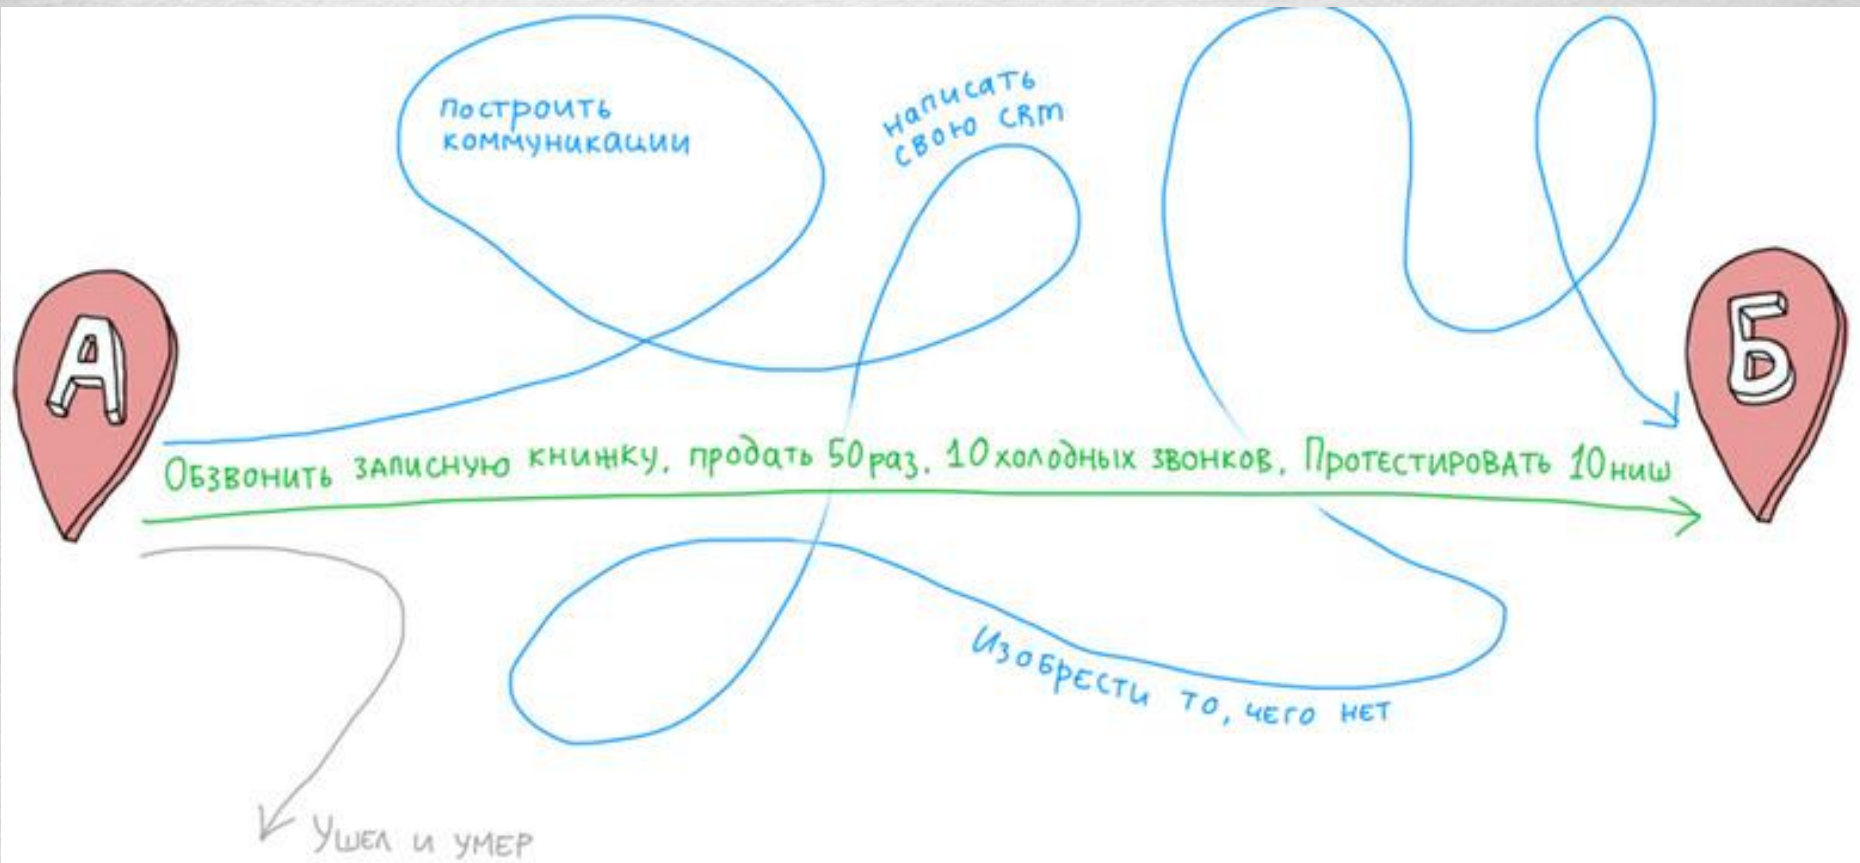 построить
коммуникации
написать
свою CRM
А
Б
Обзвонить записную книжку, продать 50 раз, 10 холодных звонков, Протестировать 10 ниш
Изобрести то, чего нет
Ушел и умер